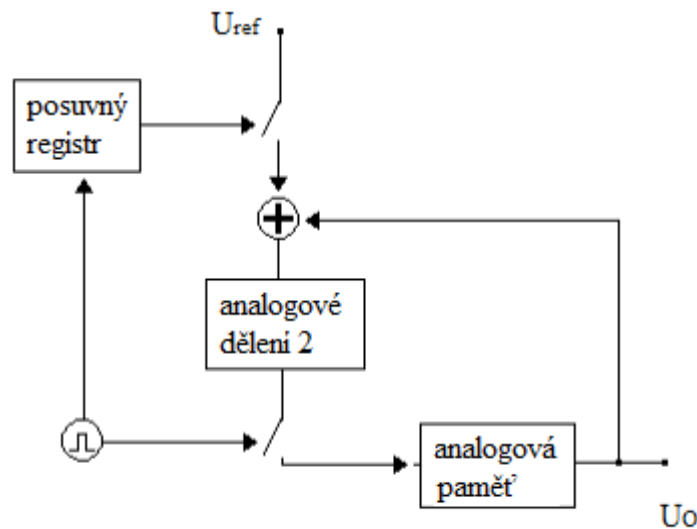 Uref
posuvný
registr
analogové
dělení 2
analogová
paměť
Uo